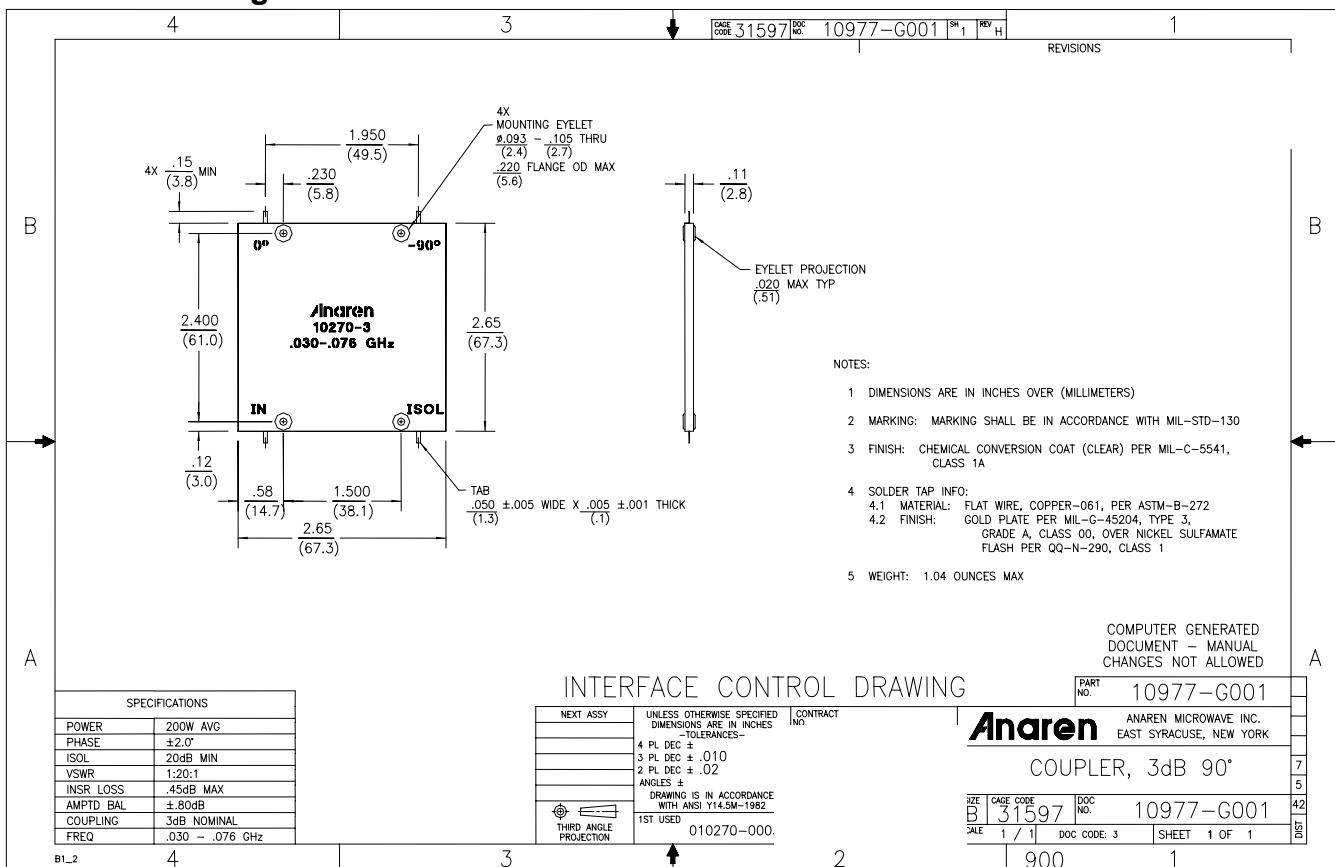 4 3 1
CAGE CODE 31597 DOC NO. 10977-G001 SH 1 REV H
REVISIONS
4X
MOUNTING EYELET
ø.093 - .105 THRU
(2.4) (2.7)
.220 FLANGE OD MAX
(5.6)
1.950
(49.5)
4X .15 MIN
(3.8)
.230
(5.8)
.11
(2.8)
B B
0° -90°
EYELET PROJECTION
.020 MAX TYP
(.51)
Anaren
10270-3
.030-.076 GHz
2.400
(61.0)
2.65
(67.3)
IN ISOL
.12
(3.0)
.58
(14.7)
1.500
(38.1)
2.65
(67.3)
TAB
.050 ±.005 WIDE X .005 ±.001 THICK
(1.3) (.1)
NOTES:
1 DIMENSIONS ARE IN INCHES OVER (MILLIMETERS)
2 MARKING: MARKING SHALL BE IN ACCORDANCE WITH MIL-STD-130
3 FINISH: CHEMICAL CONVERSION COAT (CLEAR) PER MIL-C-5541,
CLASS 1A
4 SOLDER TAP INFO:
4.1 MATERIAL: FLAT WIRE, COPPER-061, PER ASTM-B-272
4.2 FINISH: GOLD PLATE PER MIL-G-45204, TYPE 3,
GRADE A, CLASS 00, OVER NICKEL SULFAMATE
FLASH PER QQ-N-290, CLASS 1
5 WEIGHT: 1.04 OUNCES MAX
COMPUTER GENERATED
DOCUMENT - MANUAL
CHANGES NOT ALLOWED
A A
INTERFACE CONTROL DRAWING
PART NO. 10977-G001
SPECIFICATIONS
POWER 200W AVG
PHASE ±2.0°
ISOL 20dB MIN
VSWR 1:20:1
INSR LOSS .45dB MAX
AMPTD BAL ±.80dB
COUPLING 3dB NOMINAL
FREQ .030 - .076 GHz
NEXT ASSY
THIRD ANGLE
PROJECTION
UNLESS OTHERWISE SPECIFIED
DIMENSIONS ARE IN INCHES
-TOLERANCES-
4 PL DEC ±
3 PL DEC ± .010
2 PL DEC ± .02
ANGLES ±
DRAWING IS IN ACCORDANCE
WITH ANSI Y14.5M-1982
1ST USED
010270-000
CONTRACT
NO.
Anaren
ANAREN MICROWAVE INC.
EAST SYRACUSE, NEW YORK
COUPLER, 3dB 90°
B CAGE CODE 31597 DOC NO. 10977-G001
1 / 1 DOC CODE: 3 SHEET 1 OF 1
7
5
42
DIST
B1_2 4 3 2 900 1